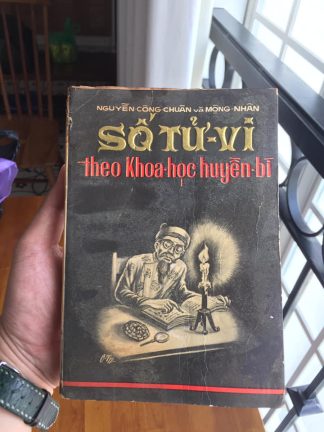 NGUYỄN CÔNG-CHUẨN và MỘNG-NHÂN
SỐ TỬ-VI
theo Khoa-học huyền-bí